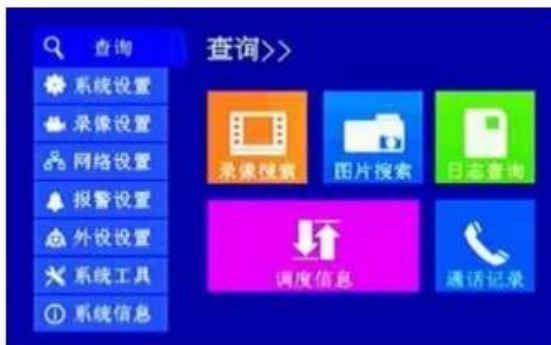 查询
系统设置
录像设置
网络设置
报警设置
外设设置
系统工具
系统信息
查询>>
录像搜索
图片搜索
日志查询
调度信息
通话记录